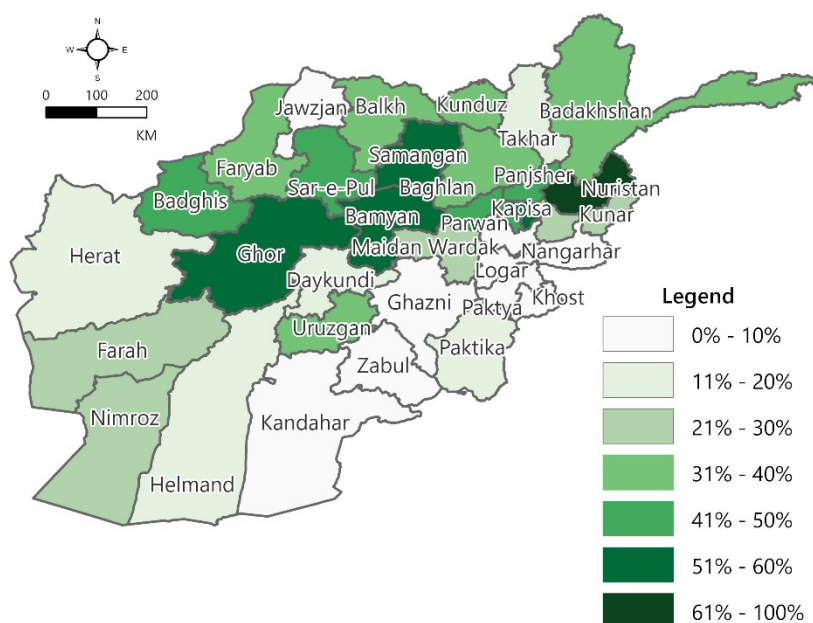 N
W E
S
0 100 200
KM
Jawzjan
Balkh
Kunduz
Badakhshan
Takhar
Faryab
Samangan
Sar-e-Pul
Baghlan
Panjsher
Nuristan
Badghis
Bamyan
Parwan
Kapisa
Kunar
Herat
Ghor
Maidan Wardak
Nangarhar
Logar
Daykundi
Ghazni
Paktya
Khost
Uruzgan
Farah
Zabul
Paktika
Nimroz
Kandahar
Helmand
Legend
0% - 10%
11% - 20%
21% - 30%
31% - 40%
41% - 50%
51% - 60%
61% - 100%